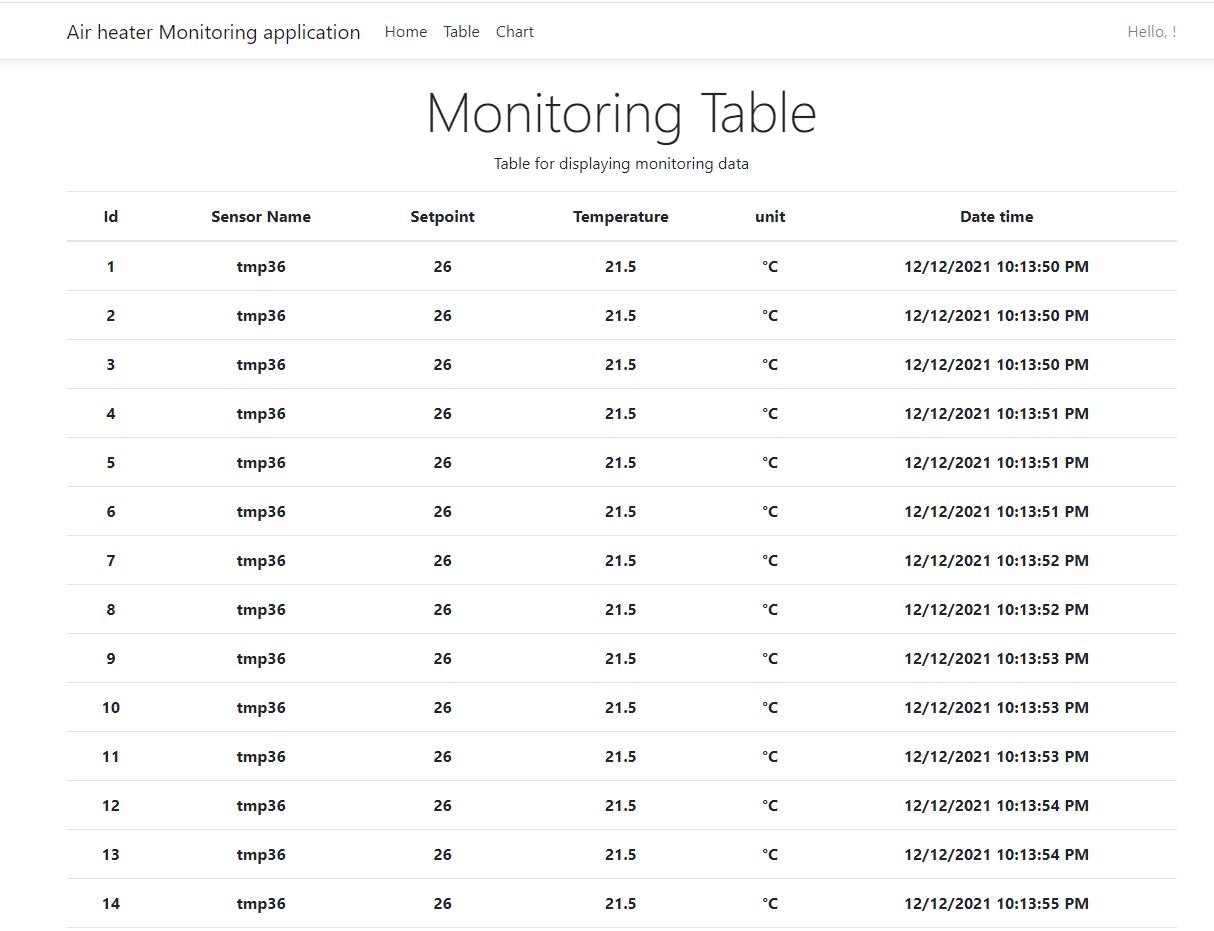 Air heater Monitoring application Home Table Chart Hello, !
Monitoring Table
Table for displaying monitoring data
Id Sensor Name Setpoint Temperature unit Date time
1 tmp36 26 21.5 °C 12/12/2021 10:13:50 PM
2 tmp36 26 21.5 °C 12/12/2021 10:13:50 PM
3 tmp36 26 21.5 °C 12/12/2021 10:13:50 PM
4 tmp36 26 21.5 °C 12/12/2021 10:13:51 PM
5 tmp36 26 21.5 °C 12/12/2021 10:13:51 PM
6 tmp36 26 21.5 °C 12/12/2021 10:13:51 PM
7 tmp36 26 21.5 °C 12/12/2021 10:13:52 PM
8 tmp36 26 21.5 °C 12/12/2021 10:13:52 PM
9 tmp36 26 21.5 °C 12/12/2021 10:13:53 PM
10 tmp36 26 21.5 °C 12/12/2021 10:13:53 PM
11 tmp36 26 21.5 °C 12/12/2021 10:13:53 PM
12 tmp36 26 21.5 °C 12/12/2021 10:13:54 PM
13 tmp36 26 21.5 °C 12/12/2021 10:13:54 PM
14 tmp36 26 21.5 °C 12/12/2021 10:13:55 PM